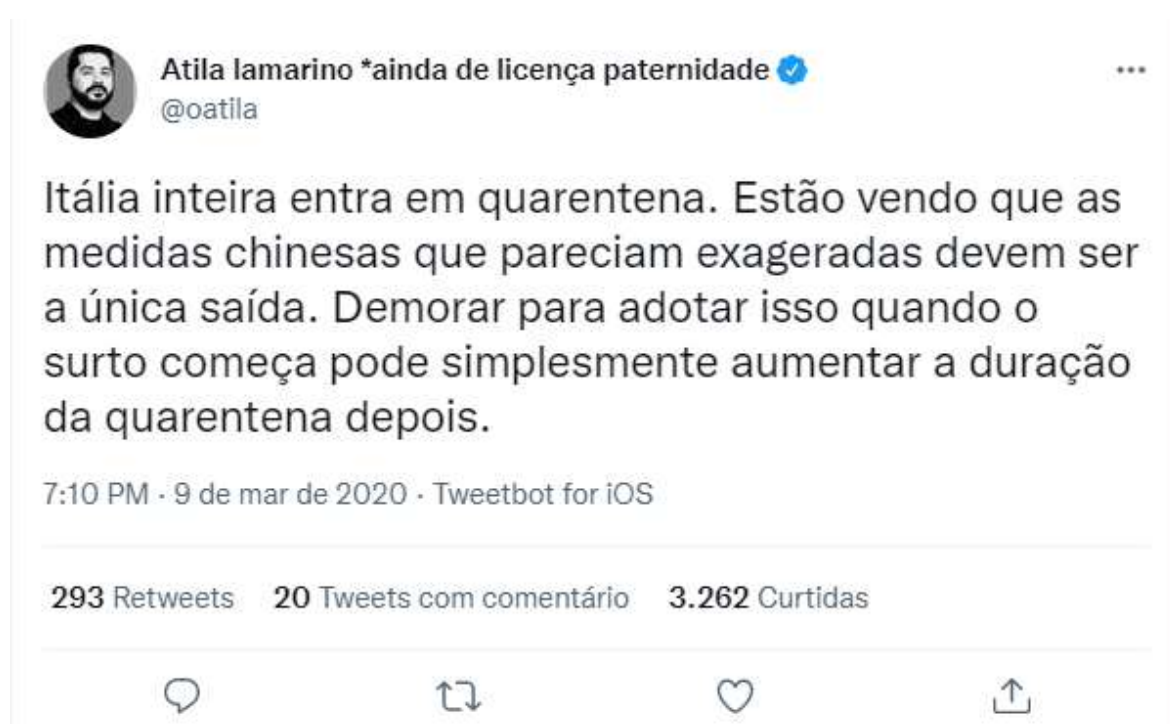 Atila Iamarino *ainda de licença paternidade
@oatila
Itália inteira entra em quarentena. Estão vendo que as
medidas chinesas que pareciam exageradas devem ser
a única saída. Demorar para adotar isso quando o
surto começa pode simplesmente aumentar a duração
da quarentena depois.
7:10 PM · 9 de mar de 2020 · Tweetbot for iOS
293 Retweets 20 Tweets com comentário 3.262 Curtidas